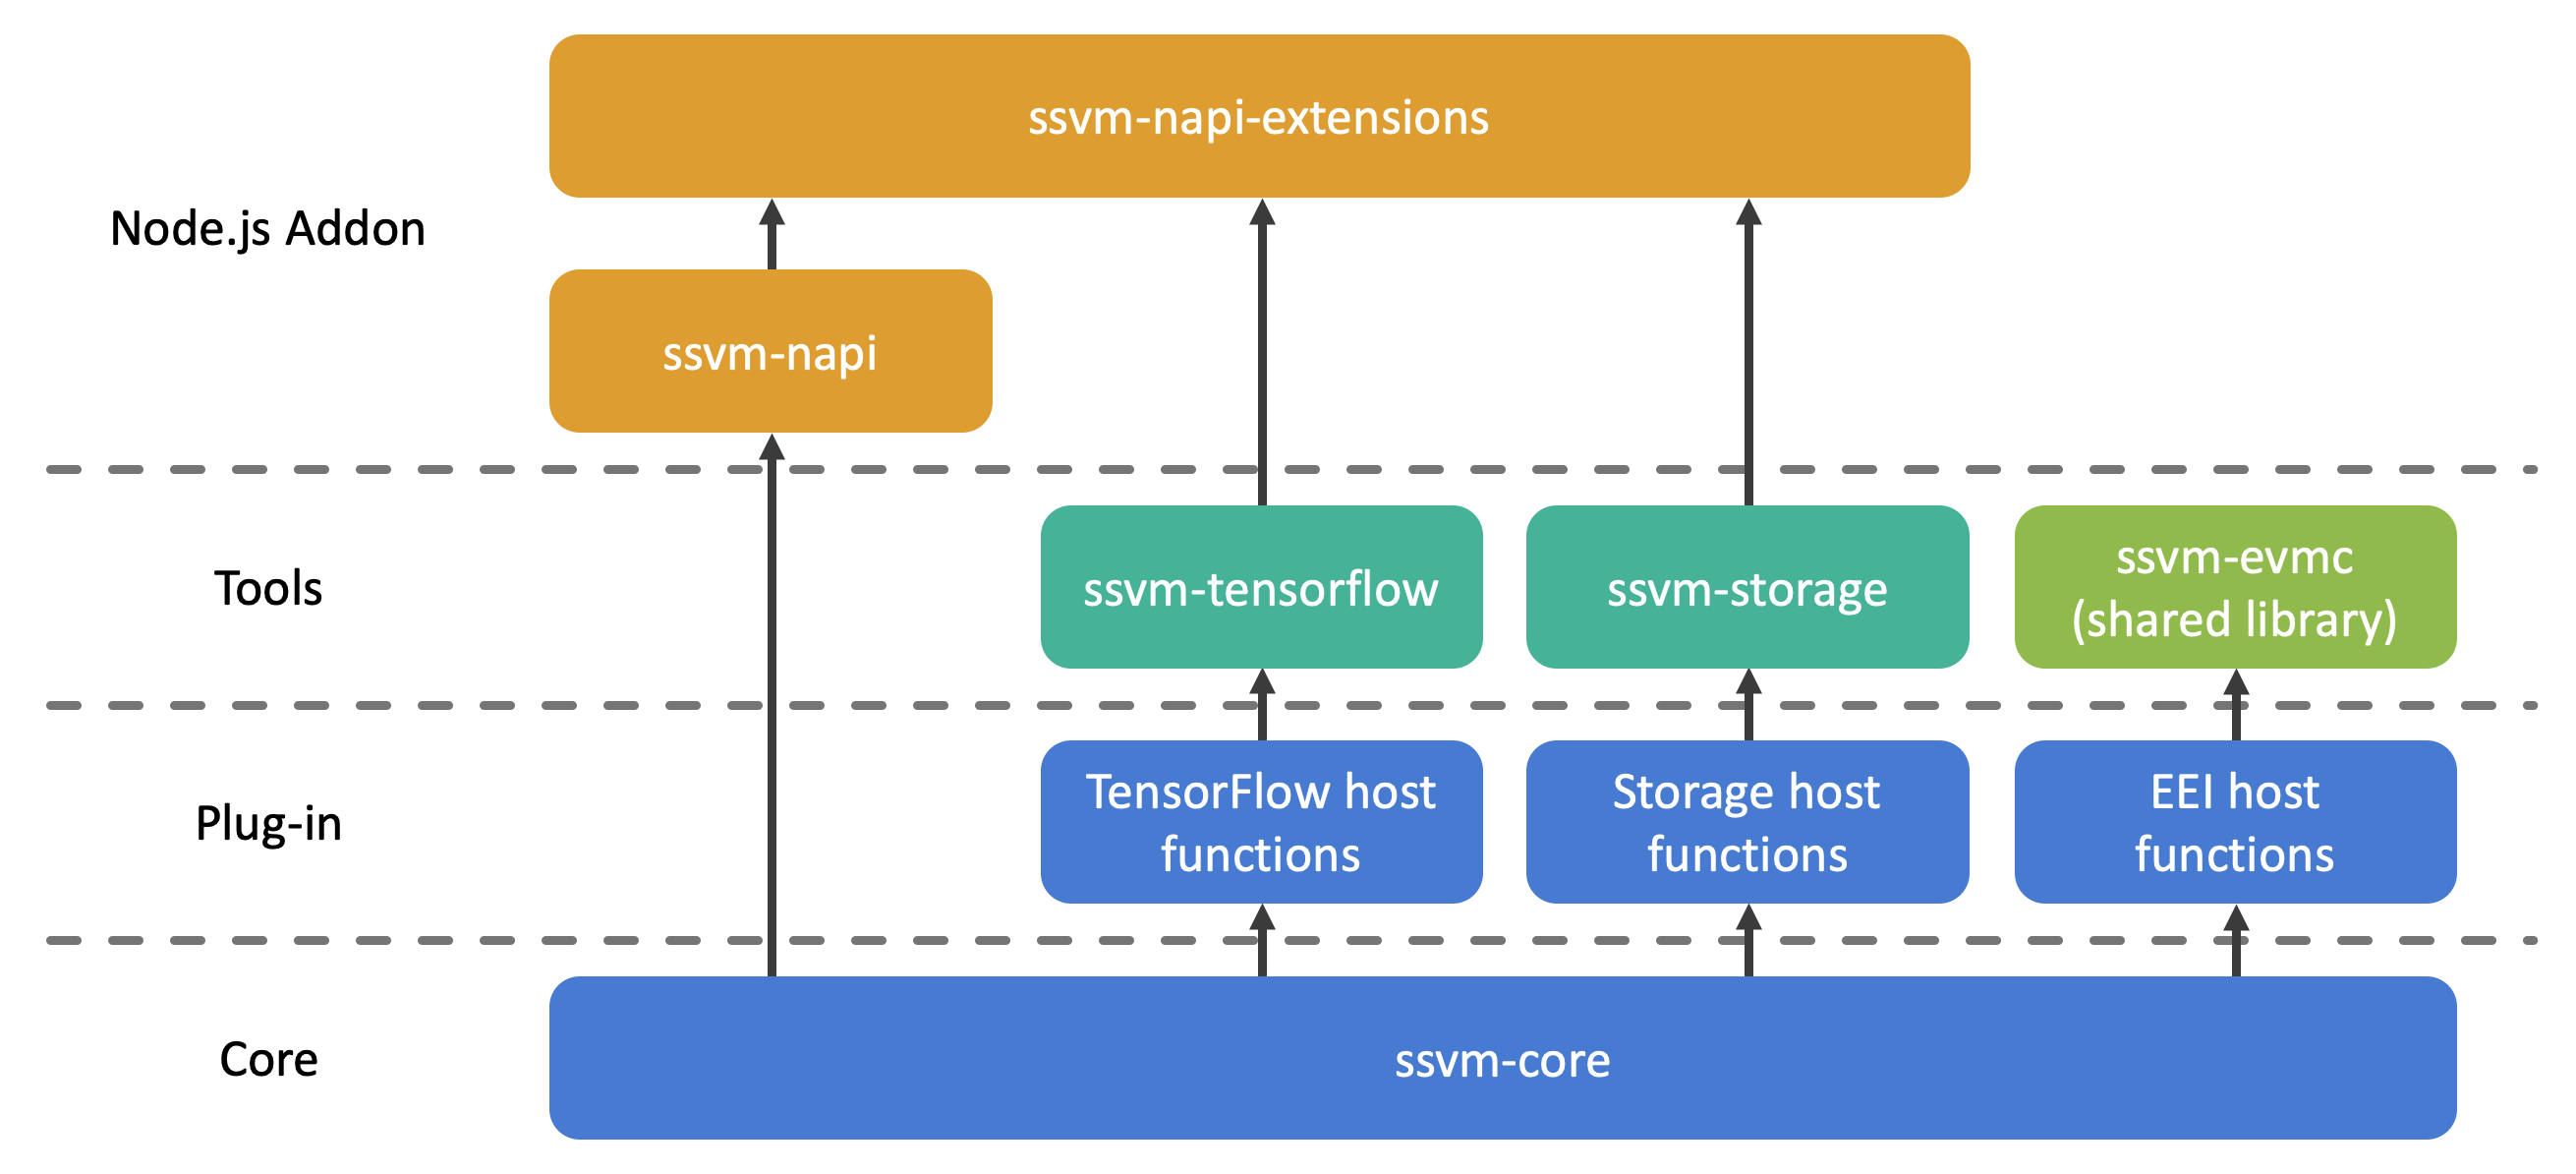 ssvm-napi-extensions
Node.js Addon
ssvm-napi
Tools
ssvm-tensorflow
ssvm-storage
ssvm-evmc
(shared library)
Plug-in
TensorFlow host
functions
Storage host
functions
EEI host
functions
Core
ssvm-core